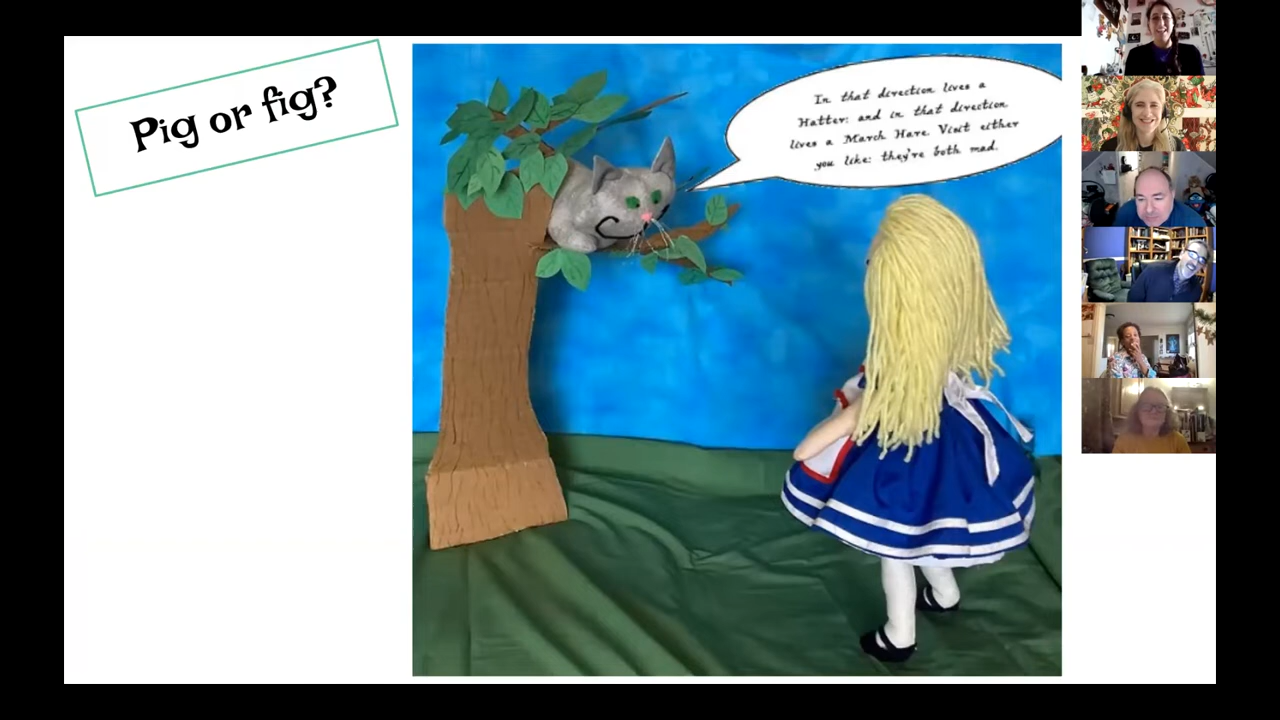 Pig or fig?
In that direction lives a
Hatter: and in that direction
lives a March Hare. Visit either
you like: they're both mad.